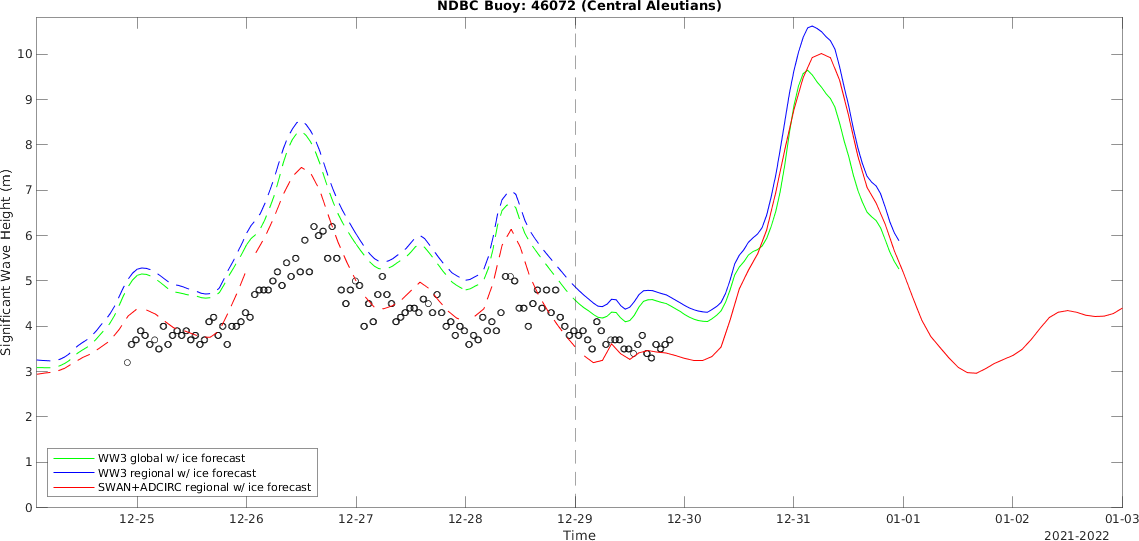 NDBC Buoy: 46072 (Central Aleutians)
Significant Wave Height (m)
10
9
8
7
6
5
4
3
2
1
0
WW3 global w/ ice forecast
WW3 regional w/ ice forecast
SWAN+ADCIRC regional w/ ice forecast
12-25 12-26 12-27 12-28 12-29 12-30 12-31 01-01 01-02 01-03
Time
2021-2022